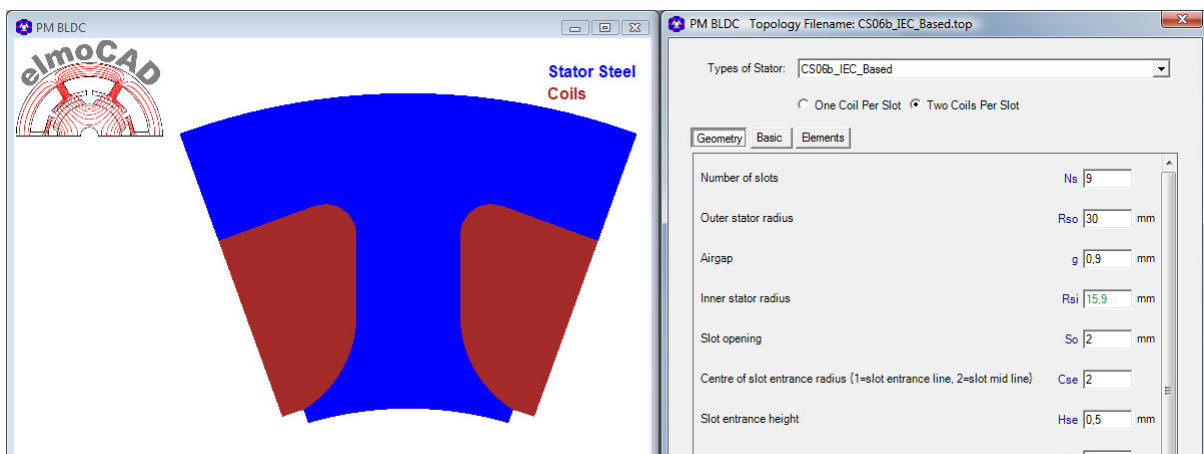 PM BLDC
elmoCAD
Stator Steel
Coils
PM BLDC Topology Filename: CS06b_IEC_Based.top
Types of Stator: CS06b_IEC_Based
One Coil Per Slot Two Coils Per Slot
Geometry Basic Elements
Number of slots Ns 9
Outer stator radius Rso 30 mm
Airgap g 0,9 mm
Inner stator radius Rsi 15,9 mm
Slot opening So 2 mm
Centre of slot entrance radius {1=slot entrance line, 2=slot mid line} Cse 2
Slot entrance height Hse 0,5 mm